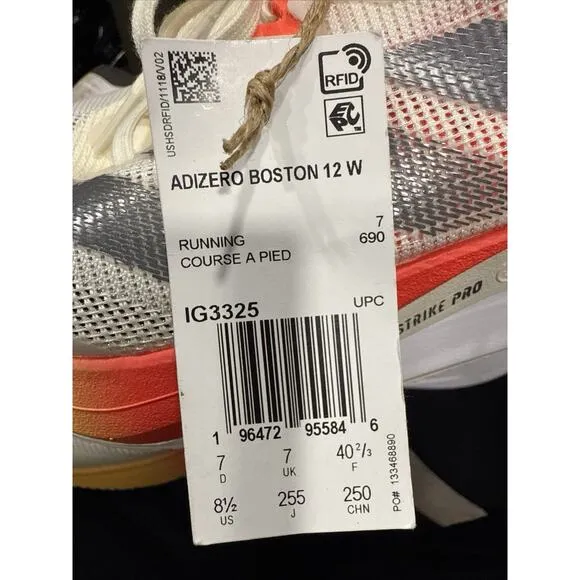 USHSDRFID/1118/V02
RFID
EPC™
ADIZERO BOSTON 12 W
RUNNING 7
COURSE A PIED 690
IG3325 UPC
1 96472 95584 6
7 7 40 2/3
D UK F
8½ 255 250
US J CHN
PO# 133468890
STRIKE PRO